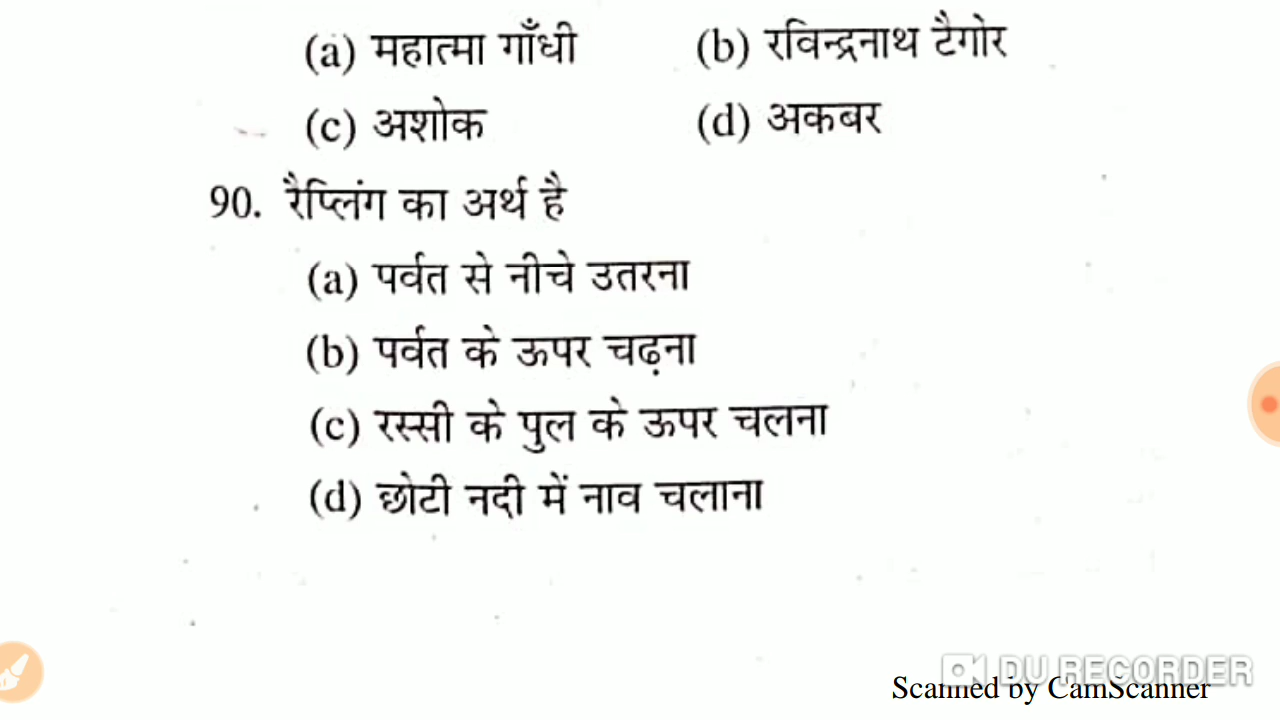 (a) महात्मा गाँधी (b) रविन्द्रनाथ टैगोर
(c) अशोक (d) अकबर
90. रैप्लिंग का अर्थ है
(a) पर्वत से नीचे उतरना
(b) पर्वत के ऊपर चढ़ना
(c) रस्सी के पुल के ऊपर चलना
(d) छोटी नदी में नाव चलाना
DU RECORDER
Scanned by CamScanner